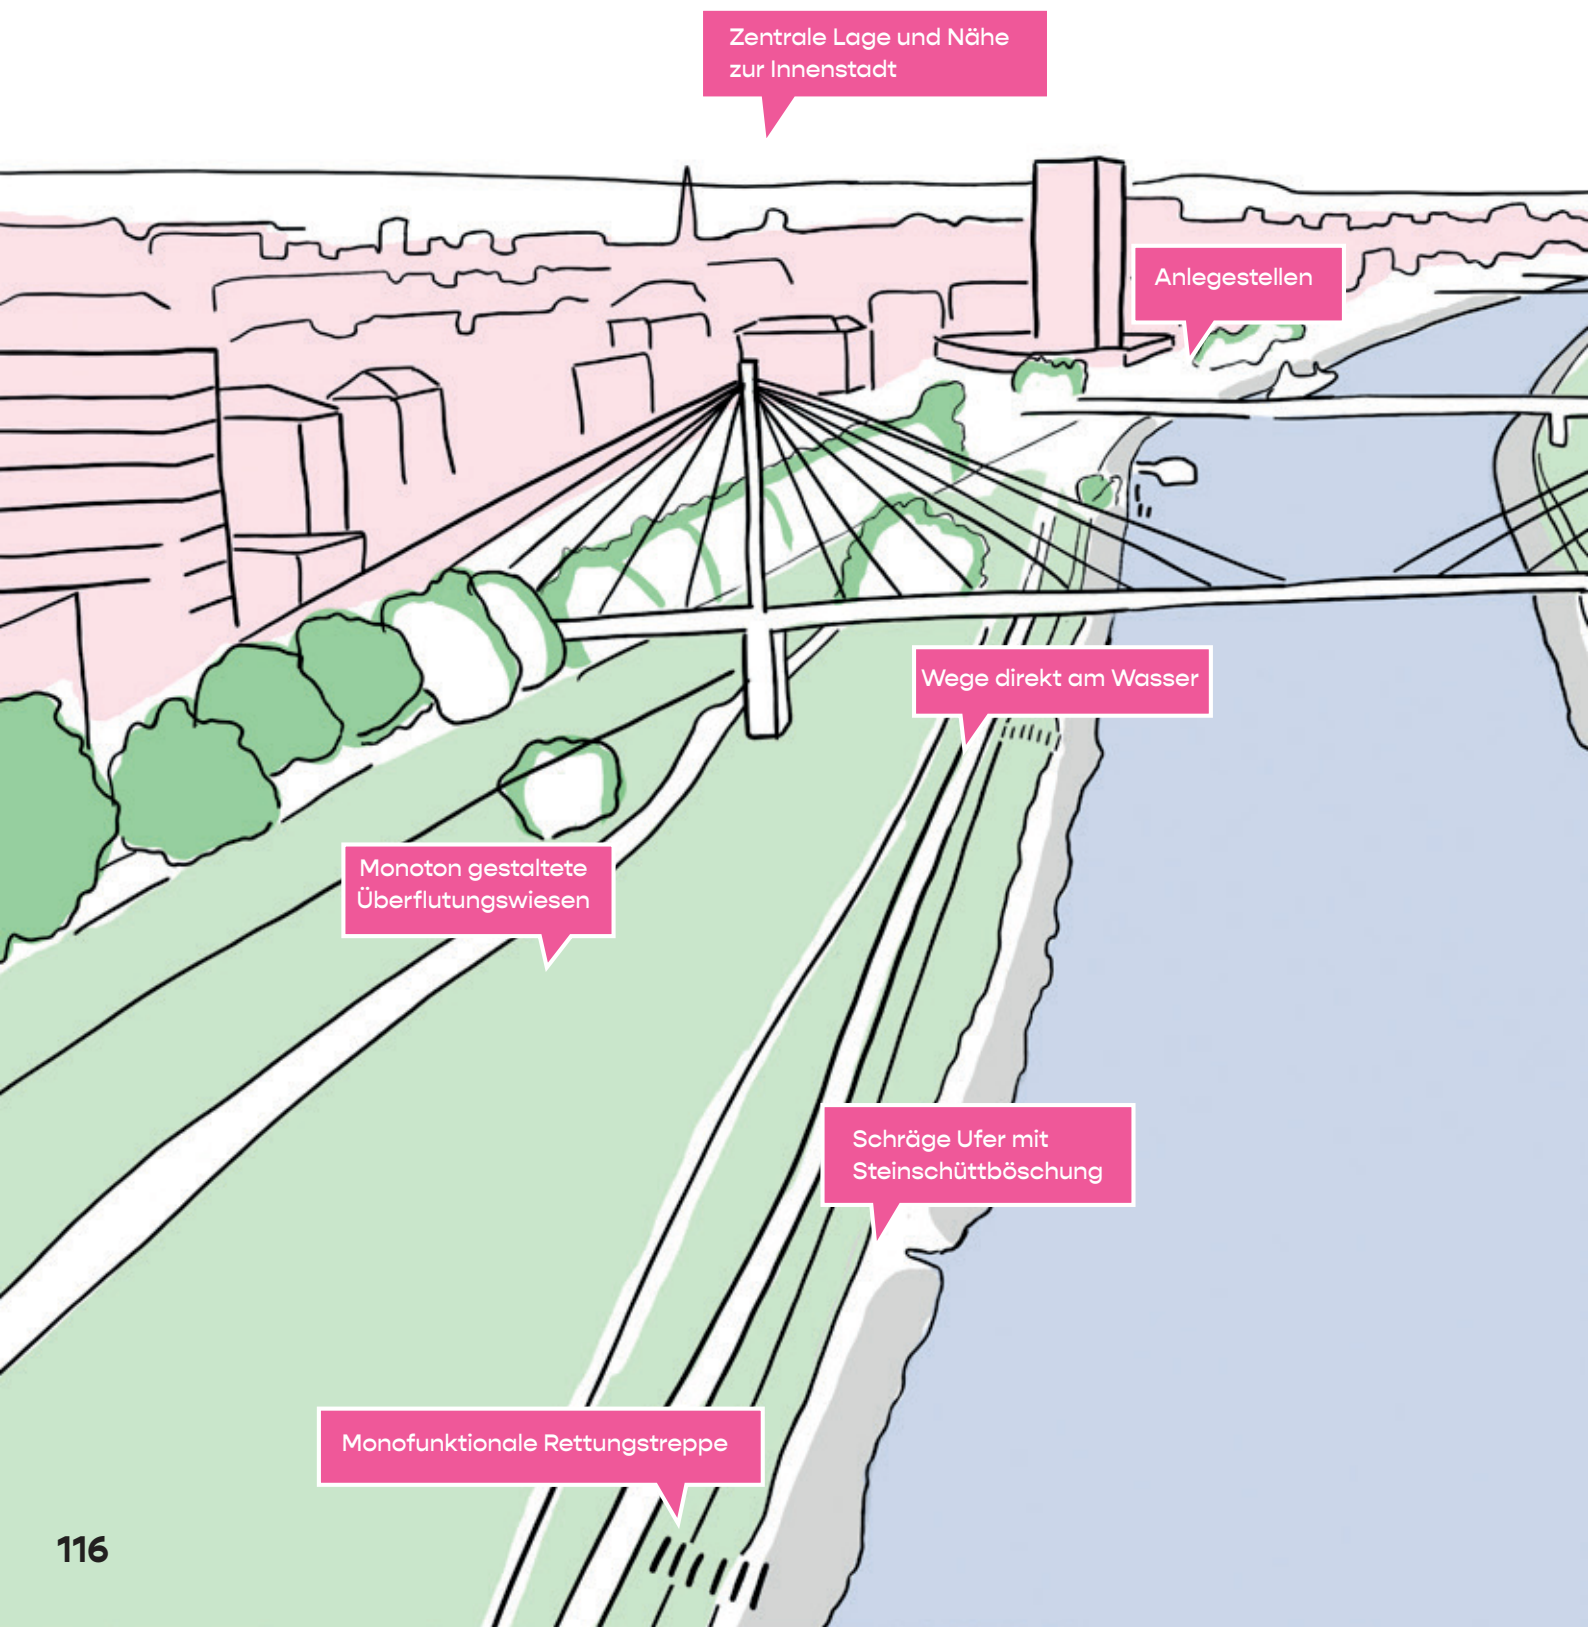 Zentrale Lage und Nähe
zur Innenstadt
Anlegestellen
Wege direkt am Wasser
Monoton gestaltete
Überflutungswiesen
Schräge Ufer mit
Steinschüttböschung
Monofunktionale Rettungstreppe
116